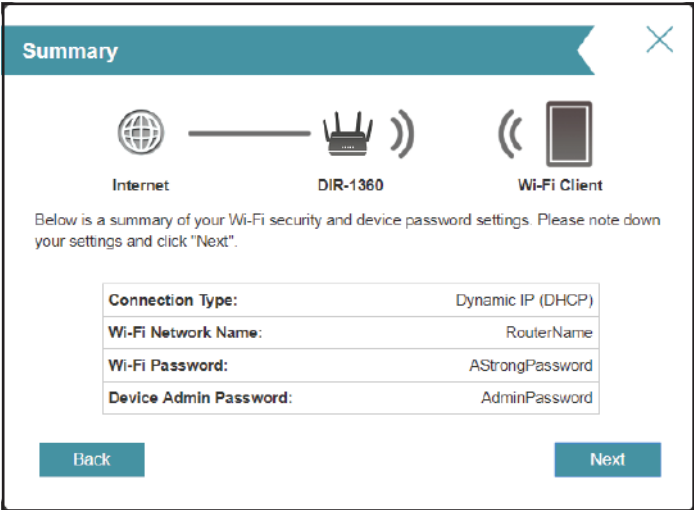 Summary
Internet
DIR-1360
Wi-Fi Client
Below is a summary of your Wi-Fi security and device password settings. Please note down
your settings and click "Next".
Connection Type: Dynamic IP (DHCP)
Wi-Fi Network Name: RouterName
Wi-Fi Password: AStrongPassword
Device Admin Password: AdminPassword
Back
Next